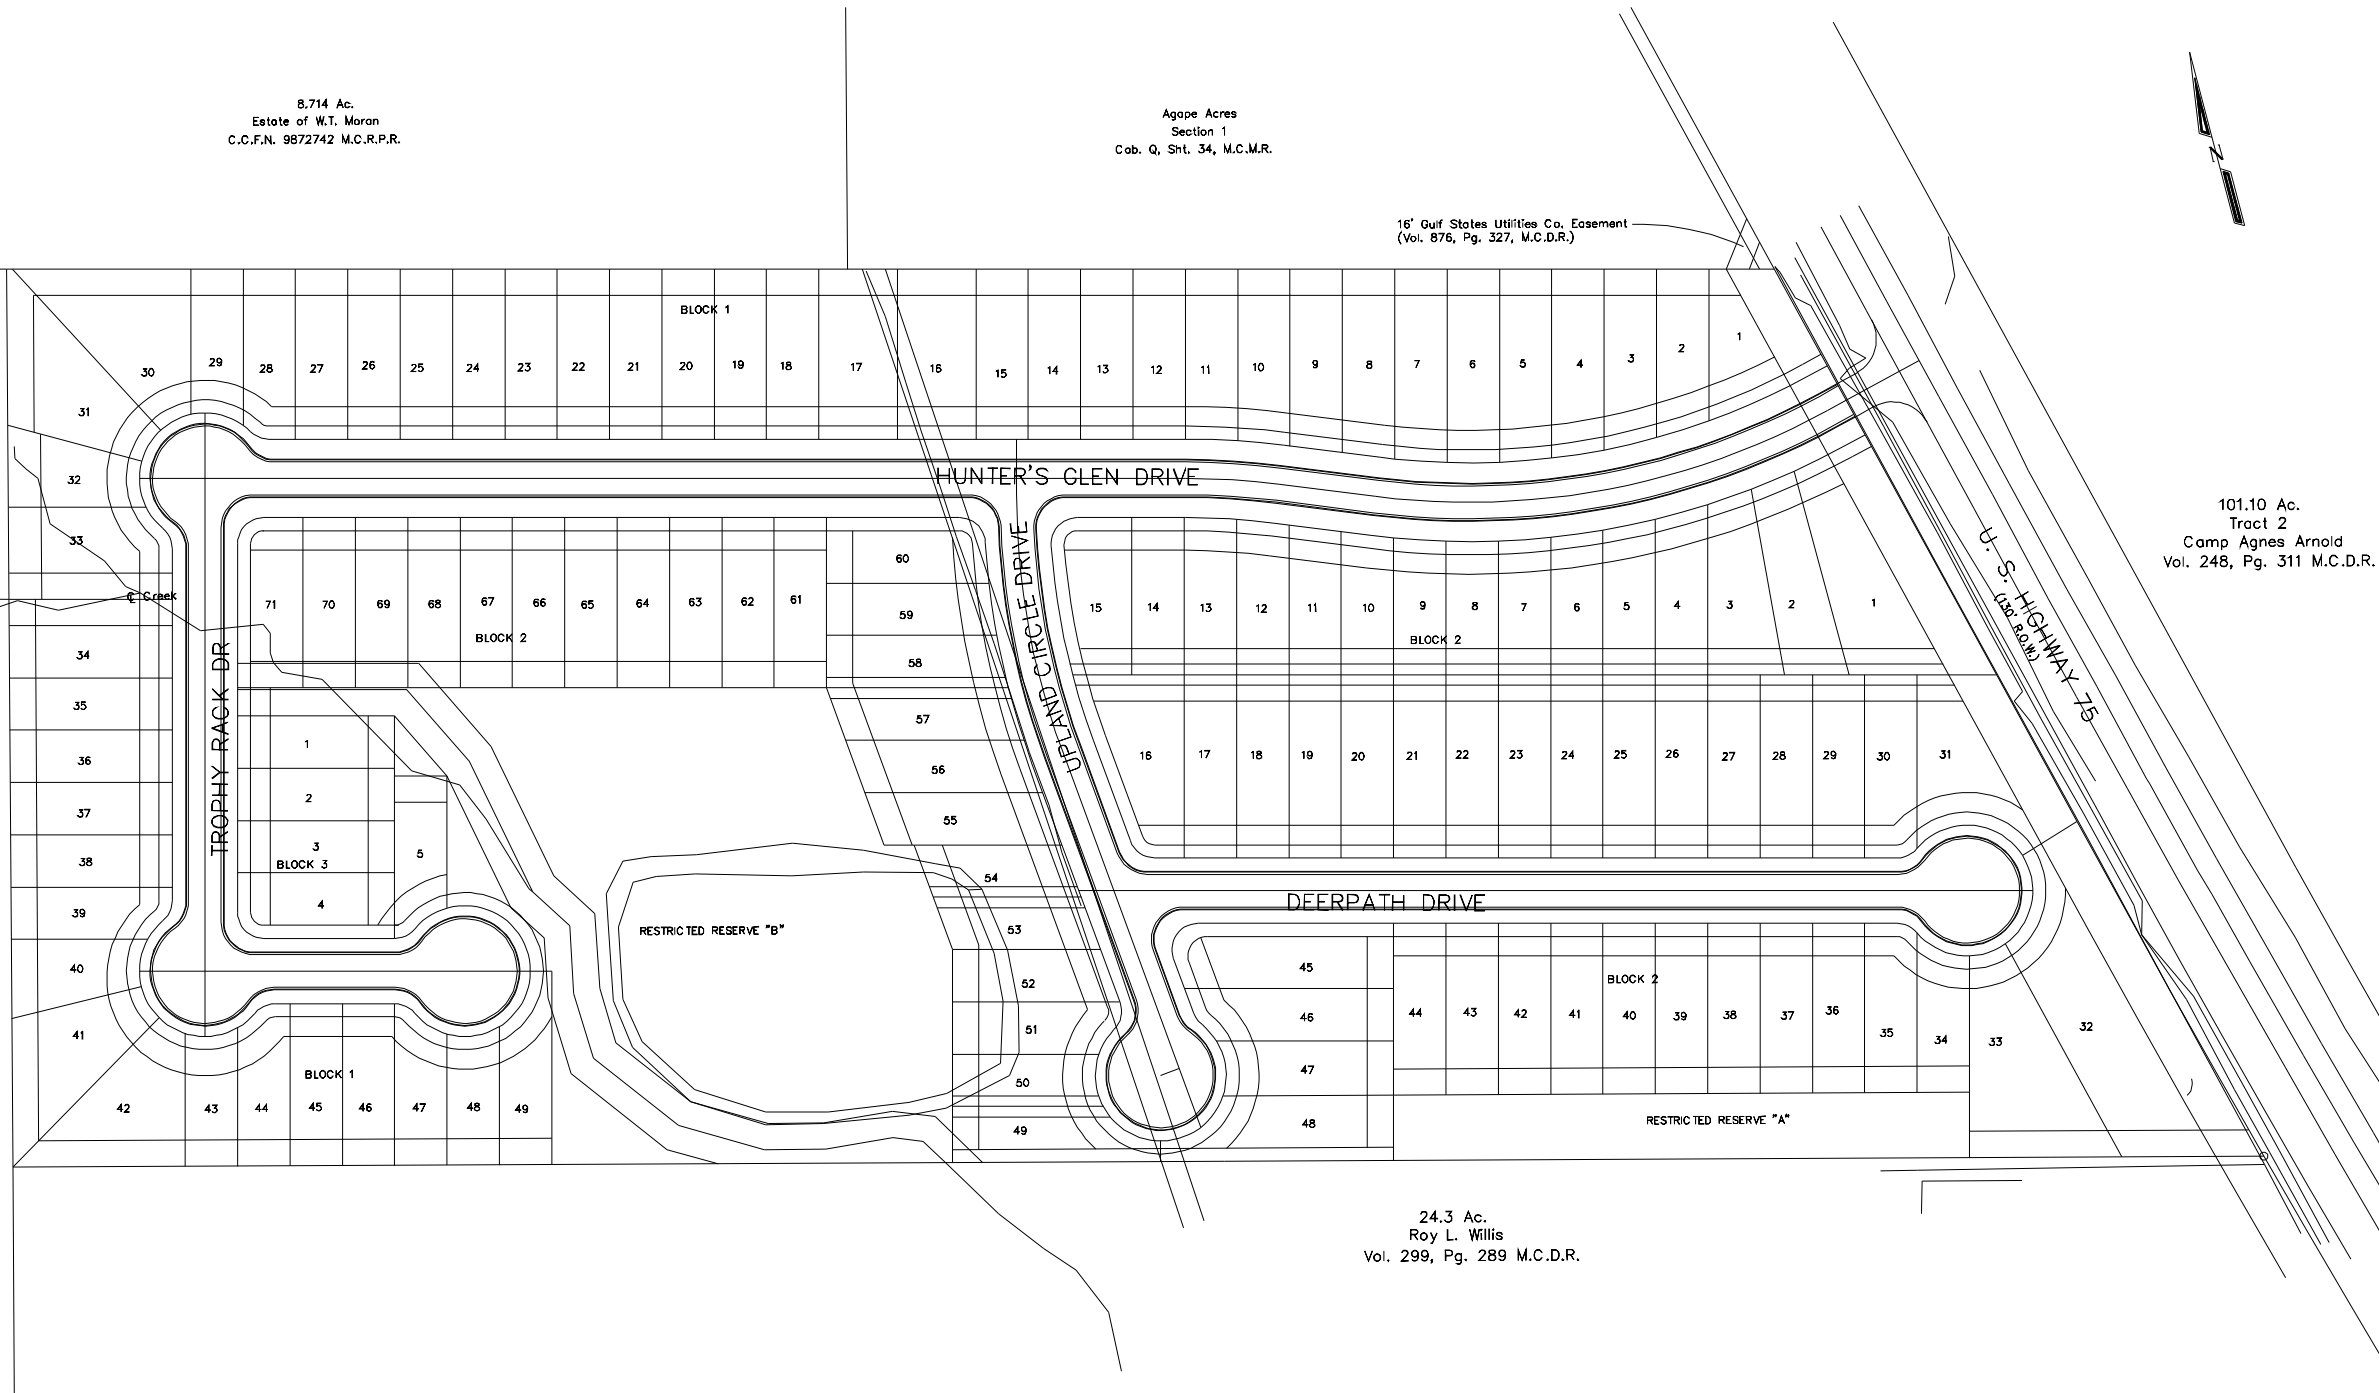 8.714 Ac.
Estate of W.T. Moran
C.C.F.N. 9872742 M.C.R.P.R.
Agape Acres
Section 1
Cab. Q, Sht. 34, M.C.M.R.
N
16' Gulf States Utilities Co. Easement
(Vol. 876, Pg. 327, M.C.D.R.)
BLOCK 1
30 29 28 27 26 25 24 23 22 21 20 19 18 17 16 15 14 13 12 11 10 9 8 7 6 5 4 3 2 1
31
32
33
HUNTER'S GLEN DRIVE
101.10 Ac.
Tract 2
Camp Agnes Arnold
Vol. 248, Pg. 311 M.C.D.R.
U. S. HIGHWAY 75
(130' R.O.W.)
℄ Creek
71 70 69 68 67 66 65 64 63 62 61
BLOCK 2
60
59
58
57
56
55
54
53
52
51
50
49
UPLAND CIRCLE DRIVE
15 14 13 12 11 10 9 8 7 6 5 4 3 2 1
BLOCK 2
16 17 18 19 20 21 22 23 24 25 26 27 28 29 30 31
34
35
36
37
38
39
40
41
TROPHY RACK DR
1
2
3
BLOCK 3
4
5
RESTRICTED RESERVE "B"
DEERPATH DRIVE
45
46
47
48
BLOCK 2
44 43 42 41 40 39 38 37 36 35 34 33 32
RESTRICTED RESERVE "A"
BLOCK 1
42 43 44 45 46 47 48 49
24.3 Ac.
Roy L. Willis
Vol. 299, Pg. 289 M.C.D.R.